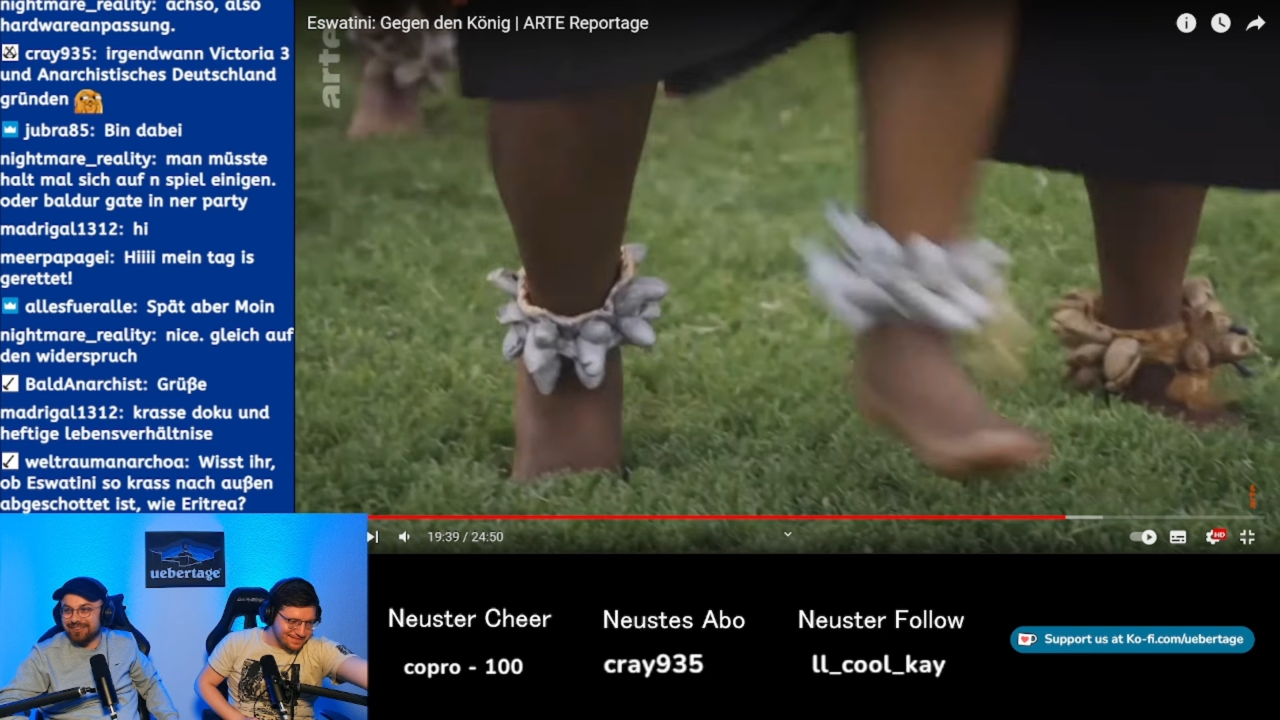 nightmare_reality: achso, also
hardwareanpassung.
cray935: irgendwann Victoria 3
und Anarchistisches Deutschland
gründen
jubra85: Bin dabei
nightmare_reality: man müsste
halt mal sich auf n spiel einigen.
oder baldur gate in ner party
madrigal1312: hi
meerpapagei: Hiiii mein tag is
gerettet!
allesfueralle: Spät aber Moin
nightmare_reality: nice. gleich auf
den widerspruch
BaldAnarchist: Grüße
madrigal1312: krasse doku und
heftige lebensverhältnise
weltraumanarchoa: Wisst ihr,
ob Eswatini so krass nach außen
abgeschottet ist, wie Eritrea?
Eswatini: Gegen den König | ARTE Reportage
arte
19:39 / 24:50
HD
uebertage
Neuster Cheer
copro - 100
Neustes Abo
cray935
Neuster Follow
ll_cool_kay
Support us at Ko-fi.com/uebertage